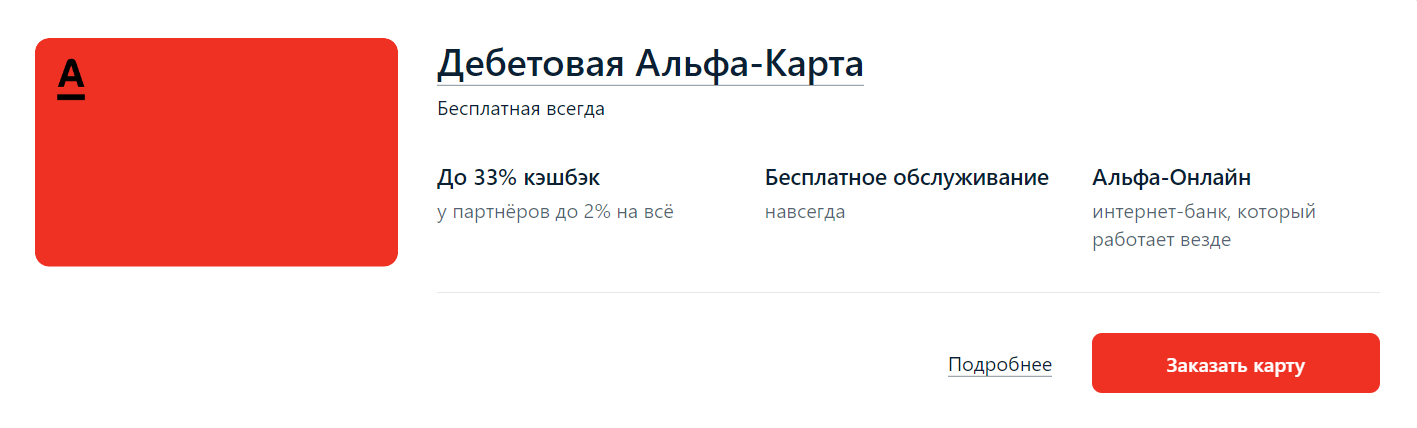 А
Дебетовая Альфа-Карта
Бесплатная всегда
До 33% кэшбэк
у партнёров до 2% на всё
Бесплатное обслуживание
навсегда
Альфа-Онлайн
интернет-банк, который
работает везде
Подробнее
Заказать карту